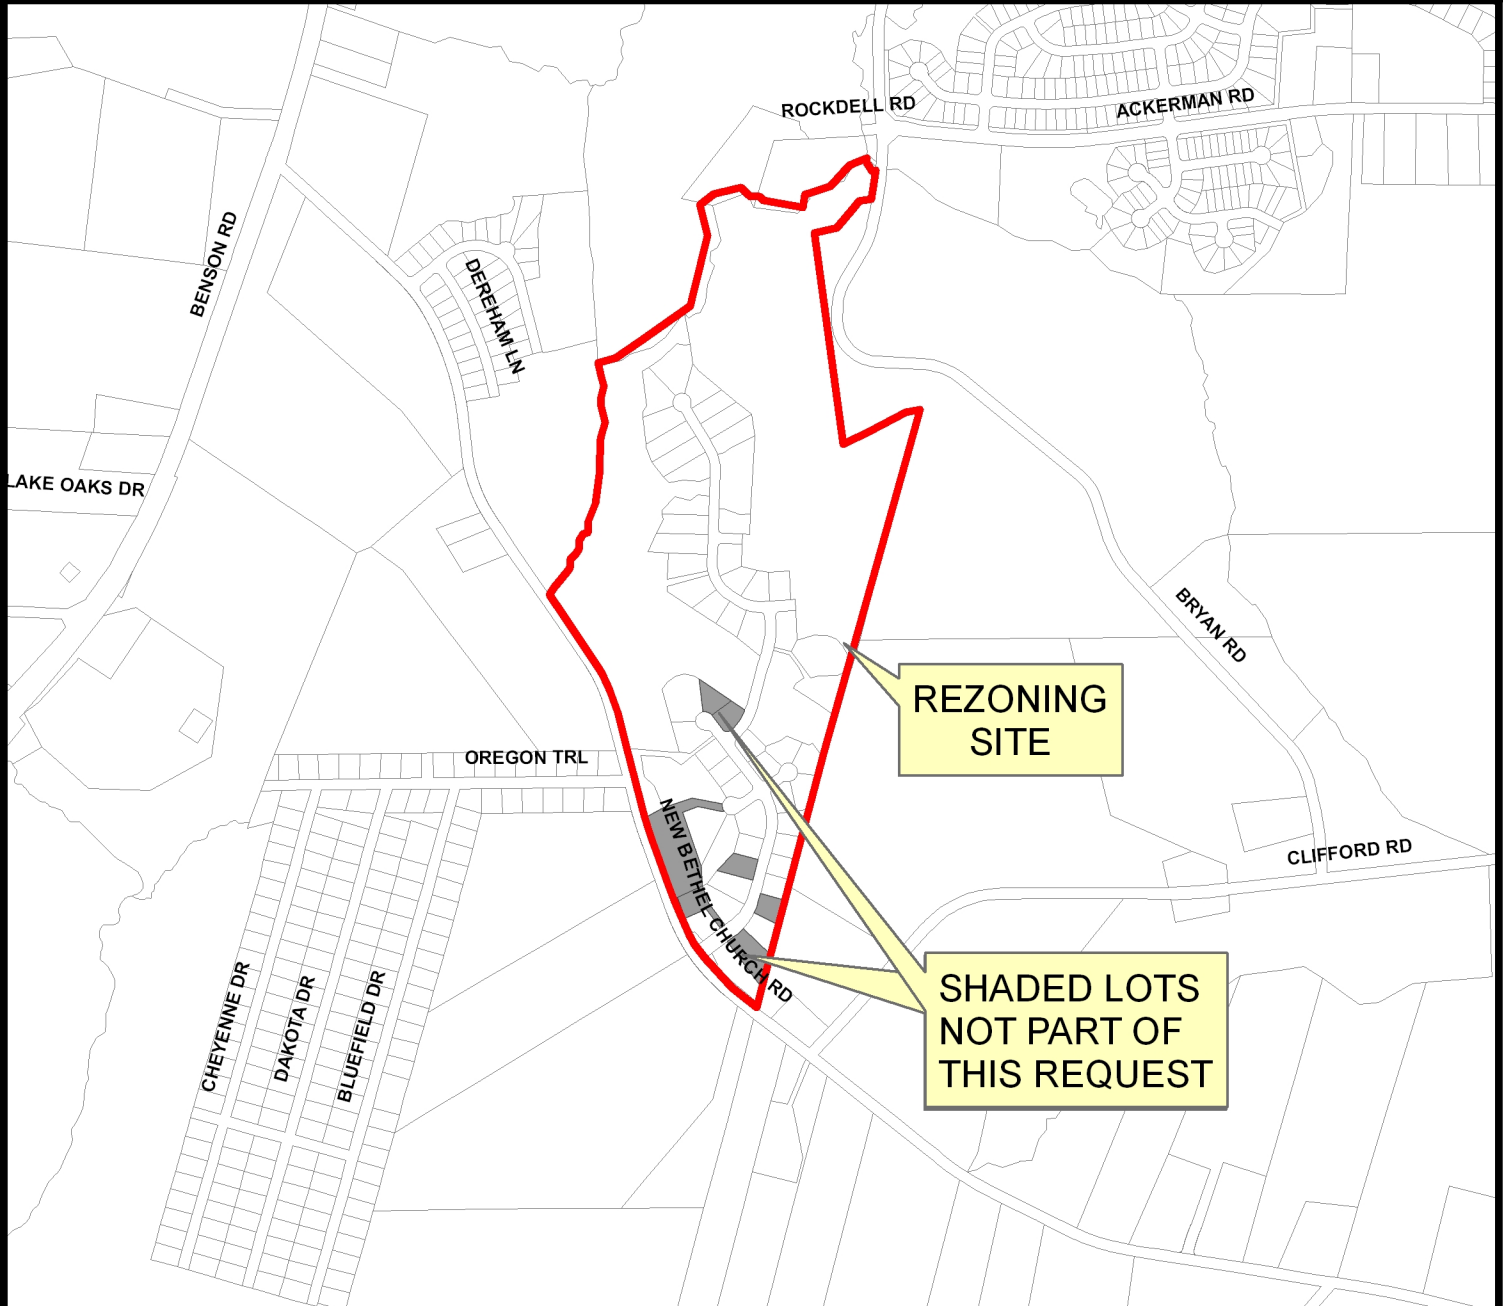 ROCKDELL RD
ACKERMAN RD
BENSON RD
DEREHAM LN
LAKE OAKS DR
BRYAN RD
REZONING
SITE
OREGON TRL
NEW BETHEL CHURCH RD
CLIFFORD RD
CHEYENNE DR
DAKOTA DR
BLUEFIELD DR
SHADED LOTS
NOT PART OF
THIS REQUEST